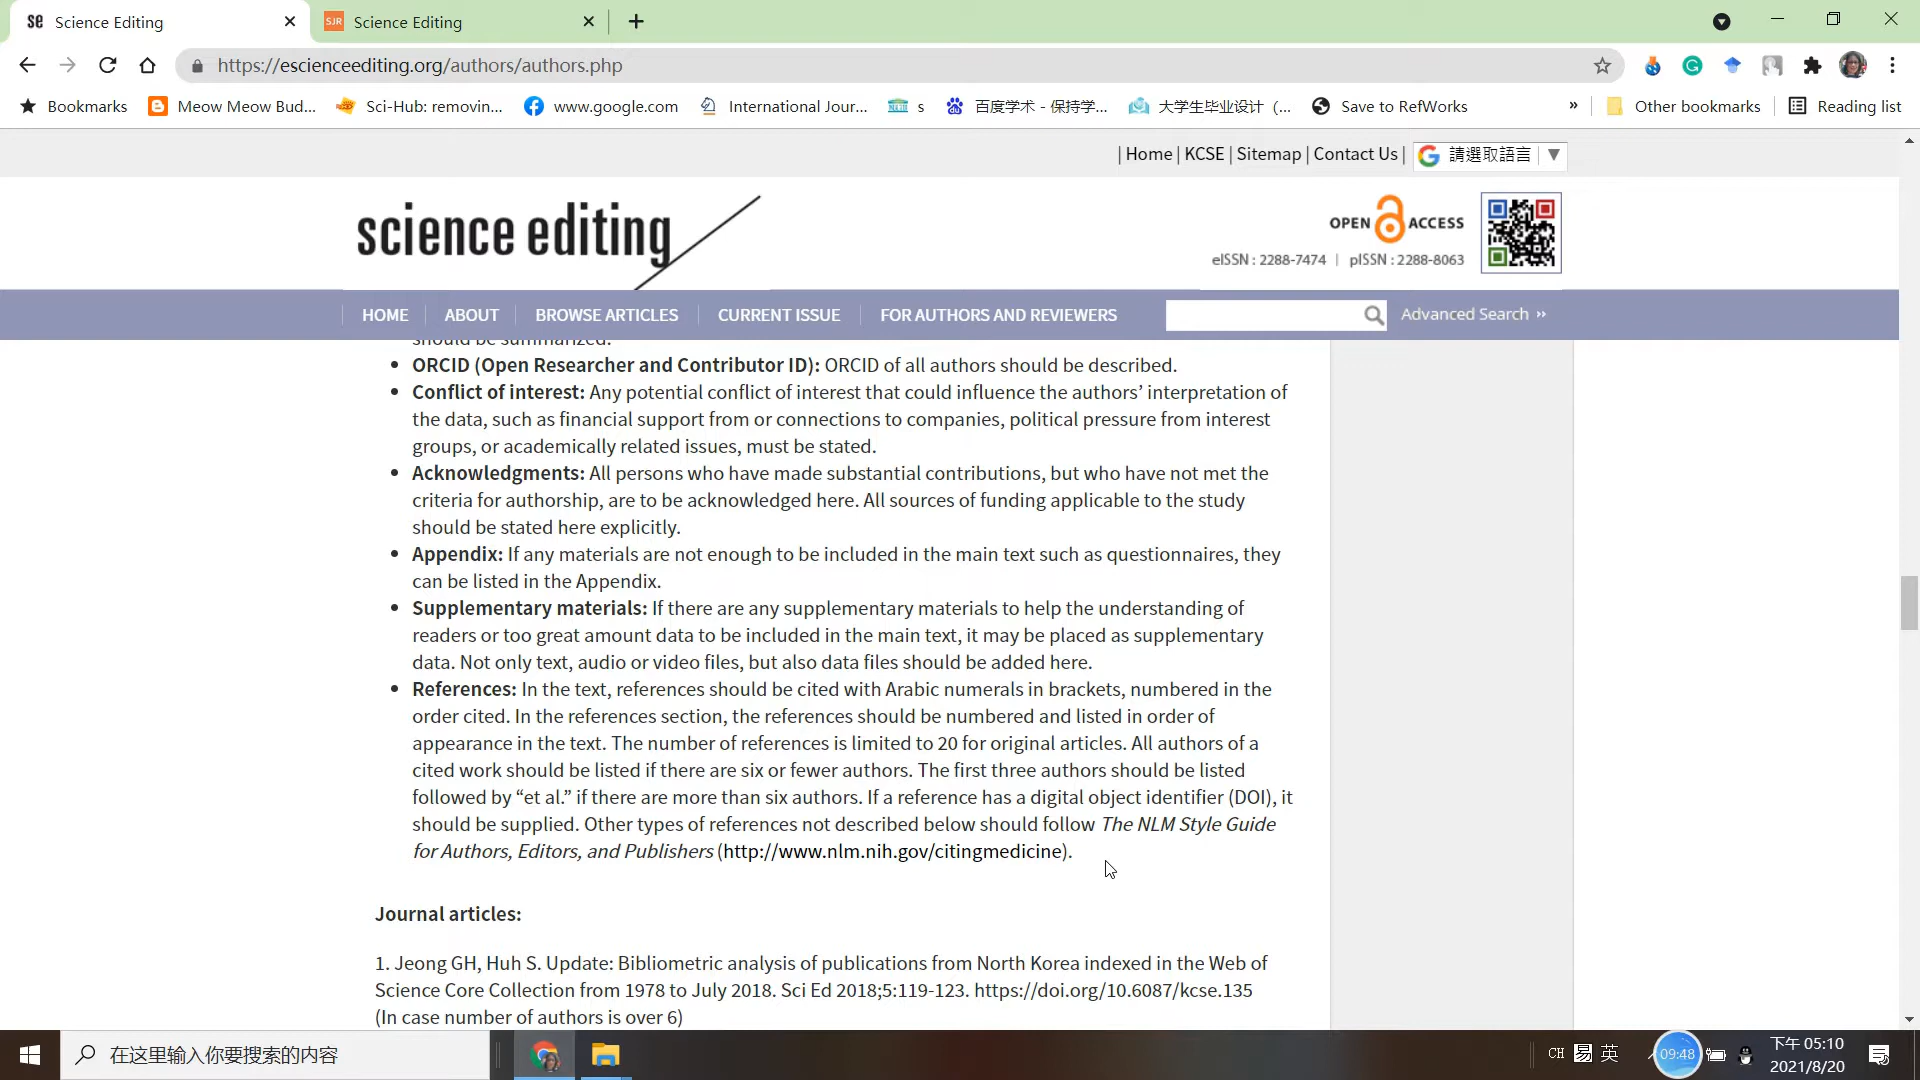 se Science Editing
SJR Science Editing
https://escienceediting.org/authors/authors.php
Bookmarks
Meow Meow Bud...
Sci-Hub: removin...
www.google.com
International Jour...
s
百度学术 - 保持学...
大学生毕业设计（...
Save to RefWorks
»
Other bookmarks
Reading list
| Home | KCSE | Sitemap | Contact Us |
請選取語言 ▼
science editing
OPEN ACCESS
eISSN : 2288-7474 | pISSN : 2288-8063
HOME
ABOUT
BROWSE ARTICLES
CURRENT ISSUE
FOR AUTHORS AND REVIEWERS
Advanced Search
should be summarized.
• ORCID (Open Researcher and Contributor ID): ORCID of all authors should be described.
• Conflict of interest: Any potential conflict of interest that could influence the authors’ interpretation of
the data, such as financial support from or connections to companies, political pressure from interest
groups, or academically related issues, must be stated.
• Acknowledgments: All persons who have made substantial contributions, but who have not met the
criteria for authorship, are to be acknowledged here. All sources of funding applicable to the study
should be stated here explicitly.
• Appendix: If any materials are not enough to be included in the main text such as questionnaires, they
can be listed in the Appendix.
• Supplementary materials: If there are any supplementary materials to help the understanding of
readers or too great amount data to be included in the main text, it may be placed as supplementary
data. Not only text, audio or video files, but also data files should be added here.
• References: In the text, references should be cited with Arabic numerals in brackets, numbered in the
order cited. In the references section, the references should be numbered and listed in order of
appearance in the text. The number of references is limited to 20 for original articles. All authors of a
cited work should be listed if there are six or fewer authors. The first three authors should be listed
followed by “et al.” if there are more than six authors. If a reference has a digital object identifier (DOI), it
should be supplied. Other types of references not described below should follow The NLM Style Guide
for Authors, Editors, and Publishers (http://www.nlm.nih.gov/citingmedicine).
Journal articles:
1. Jeong GH, Huh S. Update: Bibliometric analysis of publications from North Korea indexed in the Web of
Science Core Collection from 1978 to July 2018. Sci Ed 2018;5:119-123. https://doi.org/10.6087/kcse.135
(In case number of authors is over 6)
在这里输入你要搜索的内容
CH 易 英
09:48
下午 05:10
2021/8/20